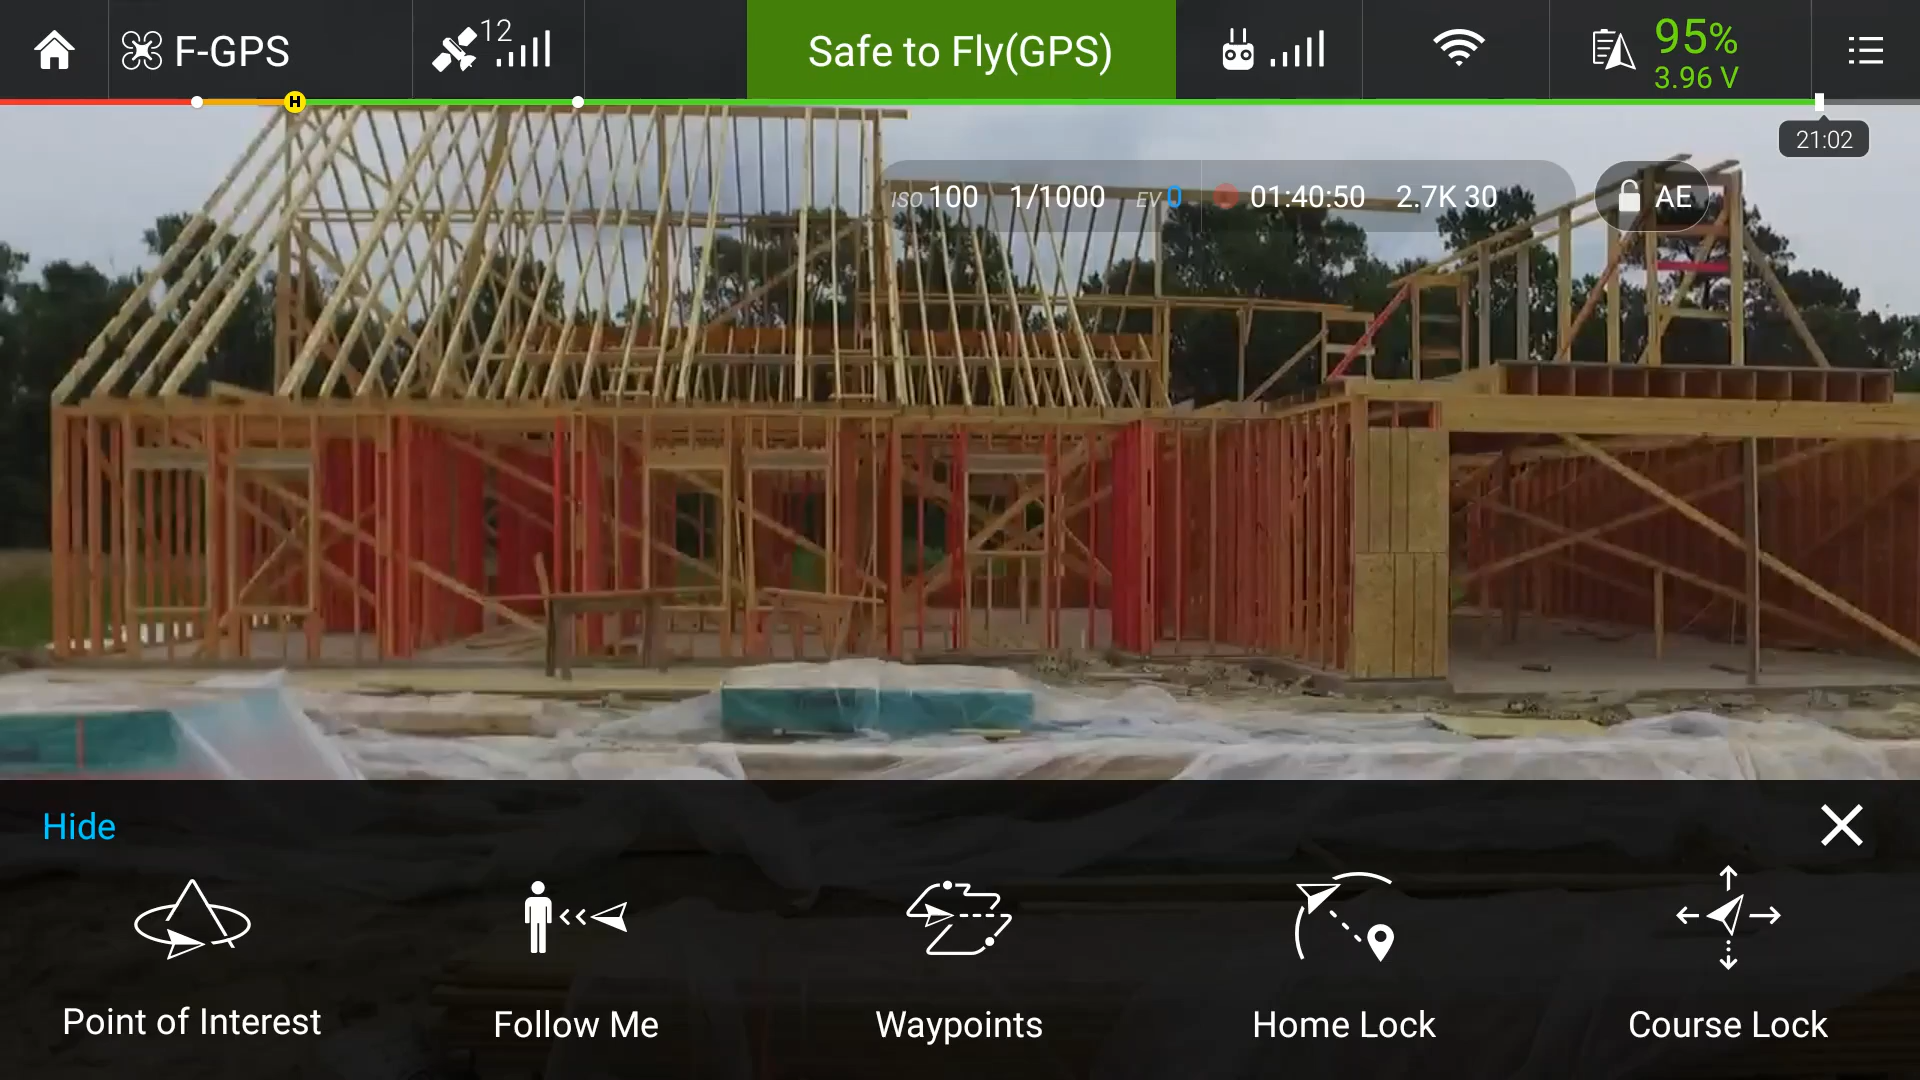 F-GPS
12
Safe to Fly(GPS)
95%
3.96 V
H
21:02
ISO 100 1/1000 EV 0 01:40:50 2.7K 30
AE
Hide
Point of Interest
Follow Me
Waypoints
Home Lock
Course Lock